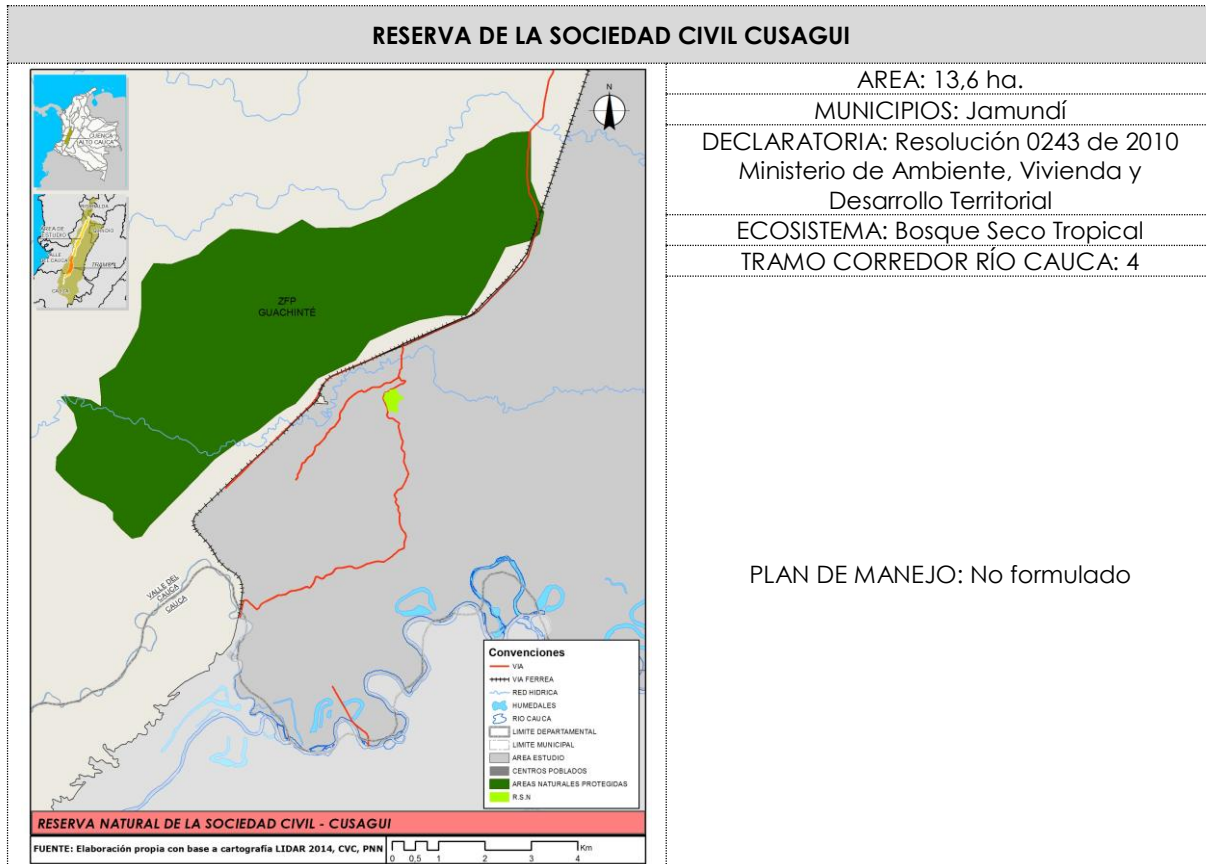 RESERVA DE LA SOCIEDAD CIVIL CUSAGUI
CUENCA
ALTO CAUCA
N
ZFP
GUACHINTÉ
VALLE DEL
CAUCA
CAUCA
Convenciones
VIA
VIA FERREA
RED HIDRICA
HUMEDALES
RIO CAUCA
LIMITE DEPARTAMENTAL
LIMITE MUNICIPAL
AREA ESTUDIO
CENTROS POBLADOS
AREAS NATURALES PROTEGIDAS
R.S.N
RESERVA NATURAL DE LA SOCIEDAD CIVIL - CUSAGUI
FUENTE: Elaboración propia con base a cartografía LIDAR 2014, CVC, PNN
Km
0 0,5 1 2 3 4
AREA: 13,6 ha.
MUNICIPIOS: Jamundí
DECLARATORIA: Resolución 0243 de 2010
Ministerio de Ambiente, Vivienda y
Desarrollo Territorial
ECOSISTEMA: Bosque Seco Tropical
TRAMO CORREDOR RÍO CAUCA: 4
PLAN DE MANEJO: No formulado